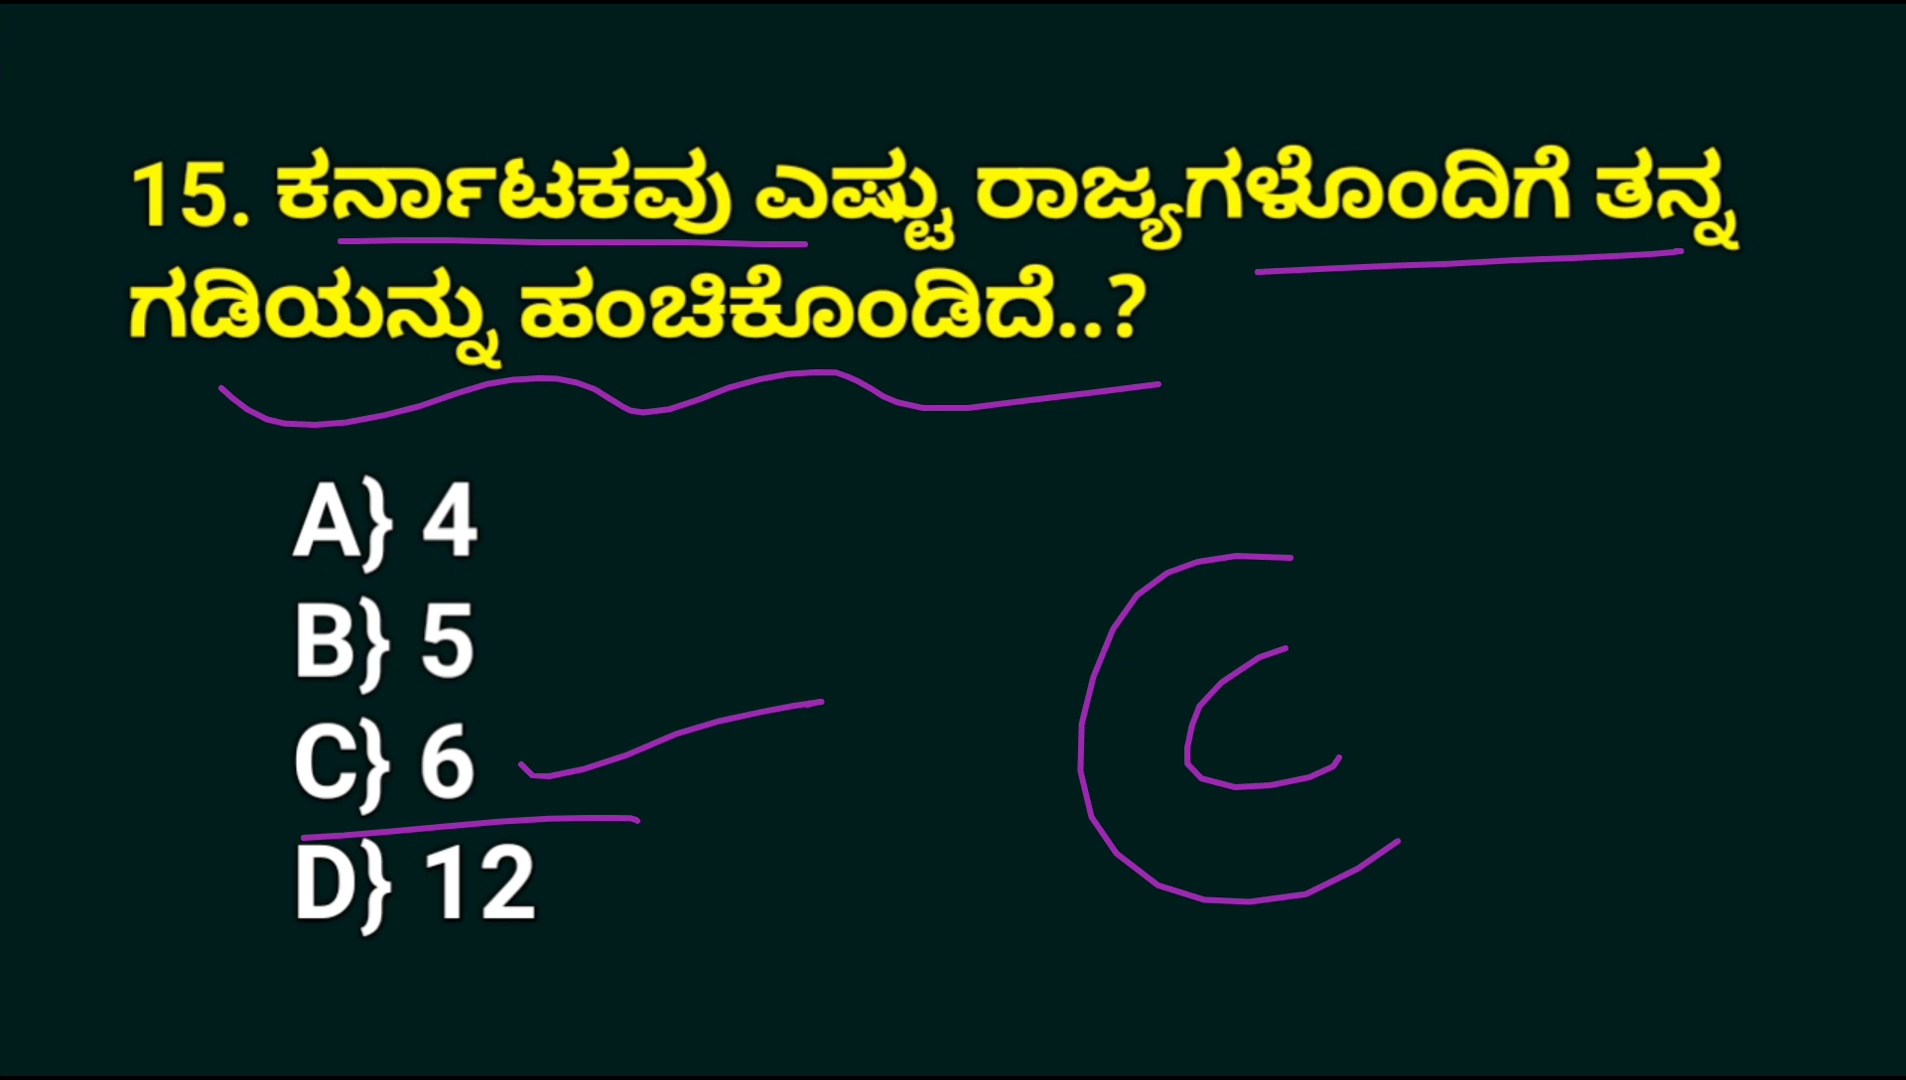 15. ಕರ್ನಾಟಕವು ಎಷ್ಟು ರಾಜ್ಯಗಳೊಂದಿಗೆ ತನ್ನ
ಗಡಿಯನ್ನು ಹಂಚಿಕೊಂಡಿದೆ..?
A} 4
B} 5
C} 6
D} 12
C